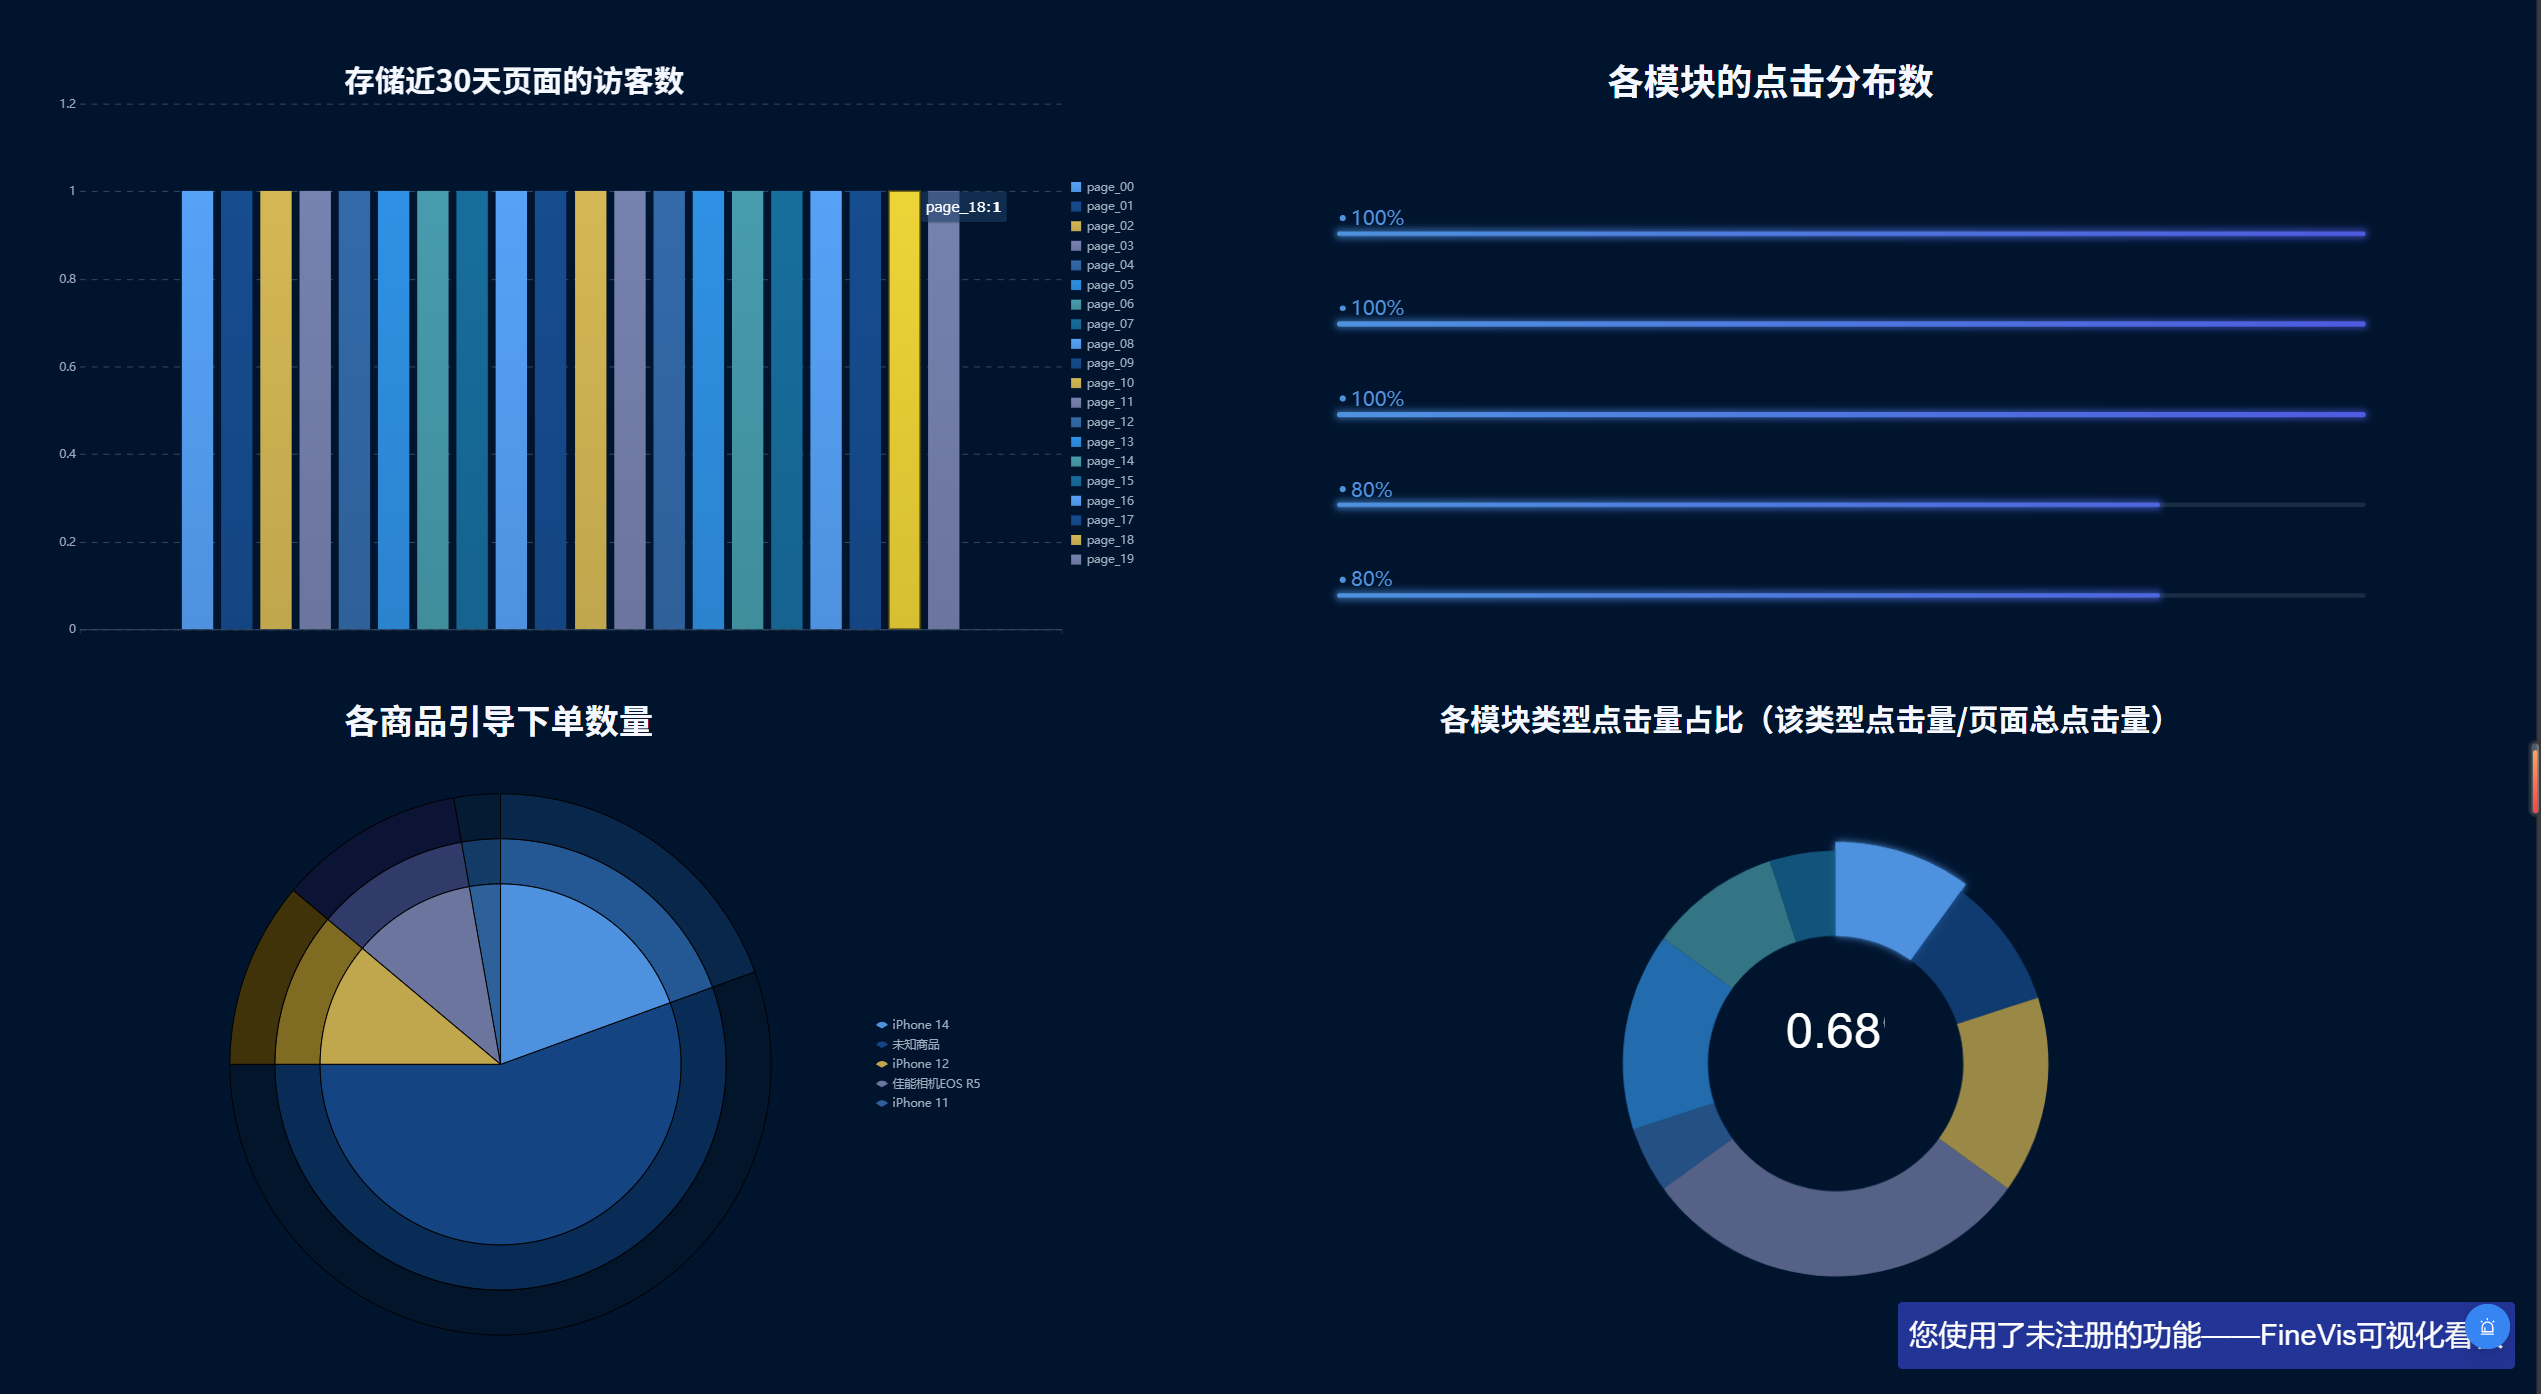 存储近30天页面的访客数
1.2
1
0.8
0.6
0.4
0.2
0
page_18:1
page_00
page_01
page_02
page_03
page_04
page_05
page_06
page_07
page_08
page_09
page_10
page_11
page_12
page_13
page_14
page_15
page_16
page_17
page_18
page_19
各模块的点击分布数
• 100%
• 100%
• 100%
• 80%
• 80%
各商品引导下单数量
iPhone 14
未知商品
iPhone 12
佳能相机EOS R5
iPhone 11
各模块类型点击量占比（该类型点击量/页面总点击量）
0.68
您使用了未注册的功能——FineVis可视化看